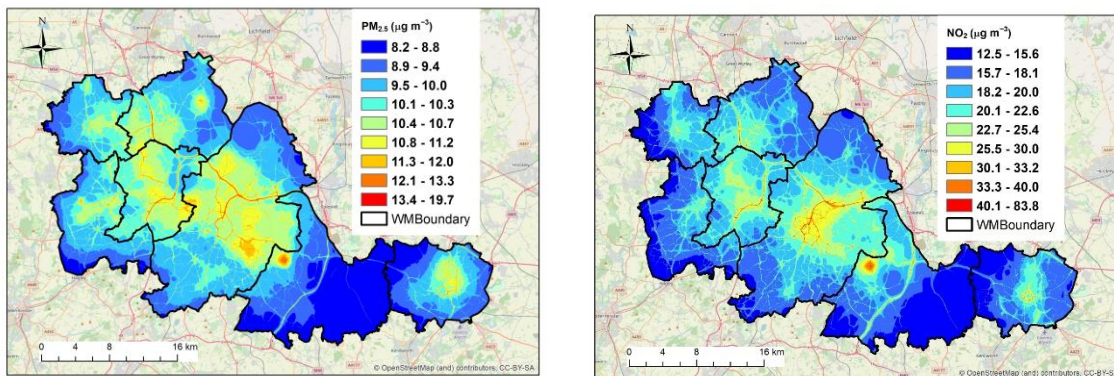 N
PM2.5 (µg m⁻³)
8.2 - 8.8
8.9 - 9.4
9.5 - 10.0
10.1 - 10.3
10.4 - 10.7
10.8 - 11.2
11.3 - 12.0
12.1 - 13.3
13.4 - 19.7
WMBoundary
Lichfield
0 4 8 16 km
© OpenStreetMap (and) contributors, CC-BY-SA
N
NO2 (µg m⁻³)
12.5 - 15.6
15.7 - 18.1
18.2 - 20.0
20.1 - 22.6
22.7 - 25.4
25.5 - 30.0
30.1 - 33.2
33.3 - 40.0
40.1 - 83.8
WMBoundary
Lichfield
0 4 8 16 km
© OpenStreetMap (and) contributors, CC-BY-S